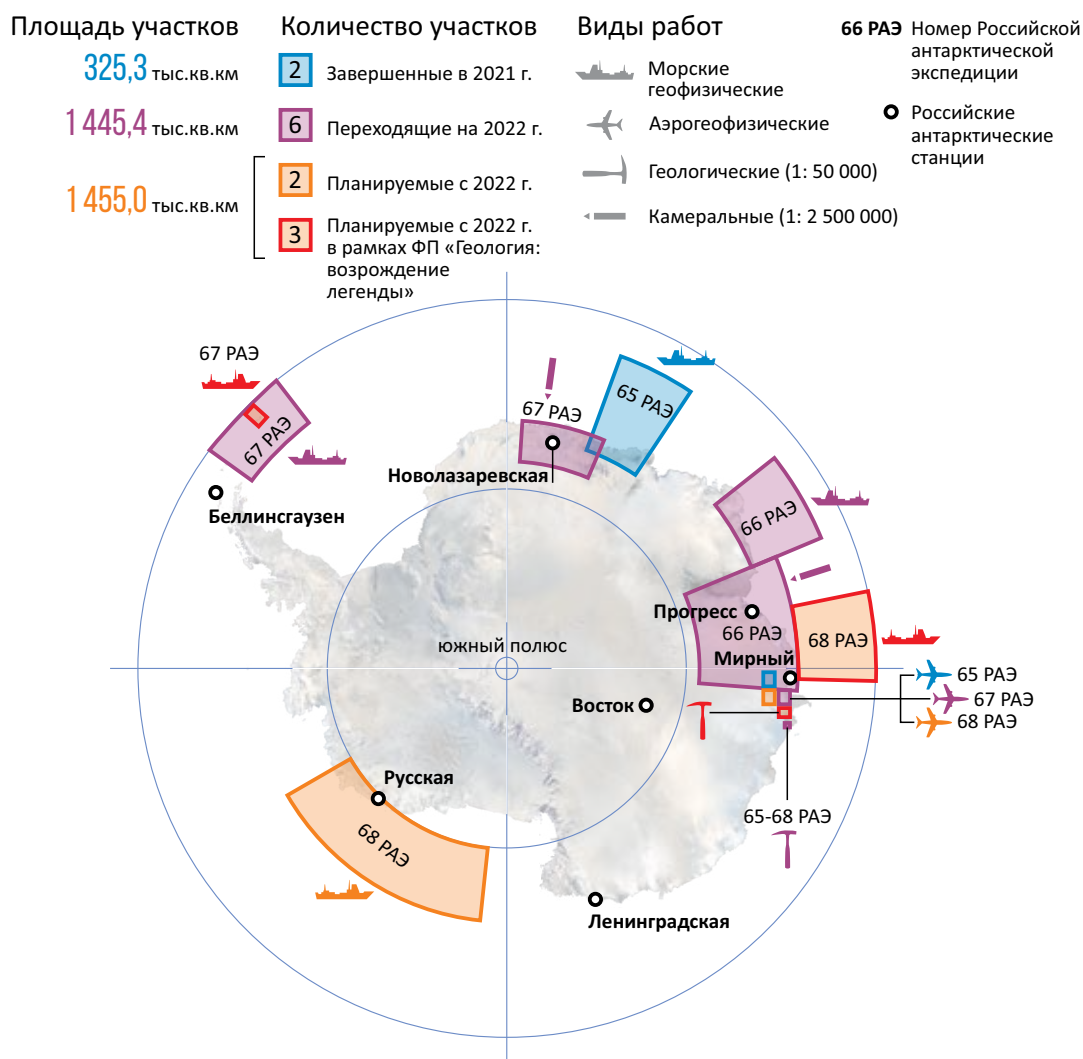 Площадь участков
325,3 тыс.кв.км
1 445,4 тыс.кв.км
1 455,0 тыс.кв.км
Количество участков
2 Завершенные в 2021 г.
6 Переходящие на 2022 г.
2 Планируемые с 2022 г.
3 Планируемые с 2022 г.
в рамках ФП «Геология:
возрождение
легенды»
Виды работ
Морские
геофизические
Аэрогеофизические
Геологические (1: 50 000)
Камеральные (1: 2 500 000)
66 РАЭ Номер Российской
антарктической
экспедиции
Российские
антарктические
станции
67 РАЭ
67 РАЭ
Беллинсгаузен
67 РАЭ
Новолазаревская
65 РАЭ
66 РАЭ
Прогресс
66 РАЭ
Мирный
68 РАЭ
южный полюс
Восток
65 РАЭ
67 РАЭ
68 РАЭ
Русская
68 РАЭ
65-68 РАЭ
Ленинградская